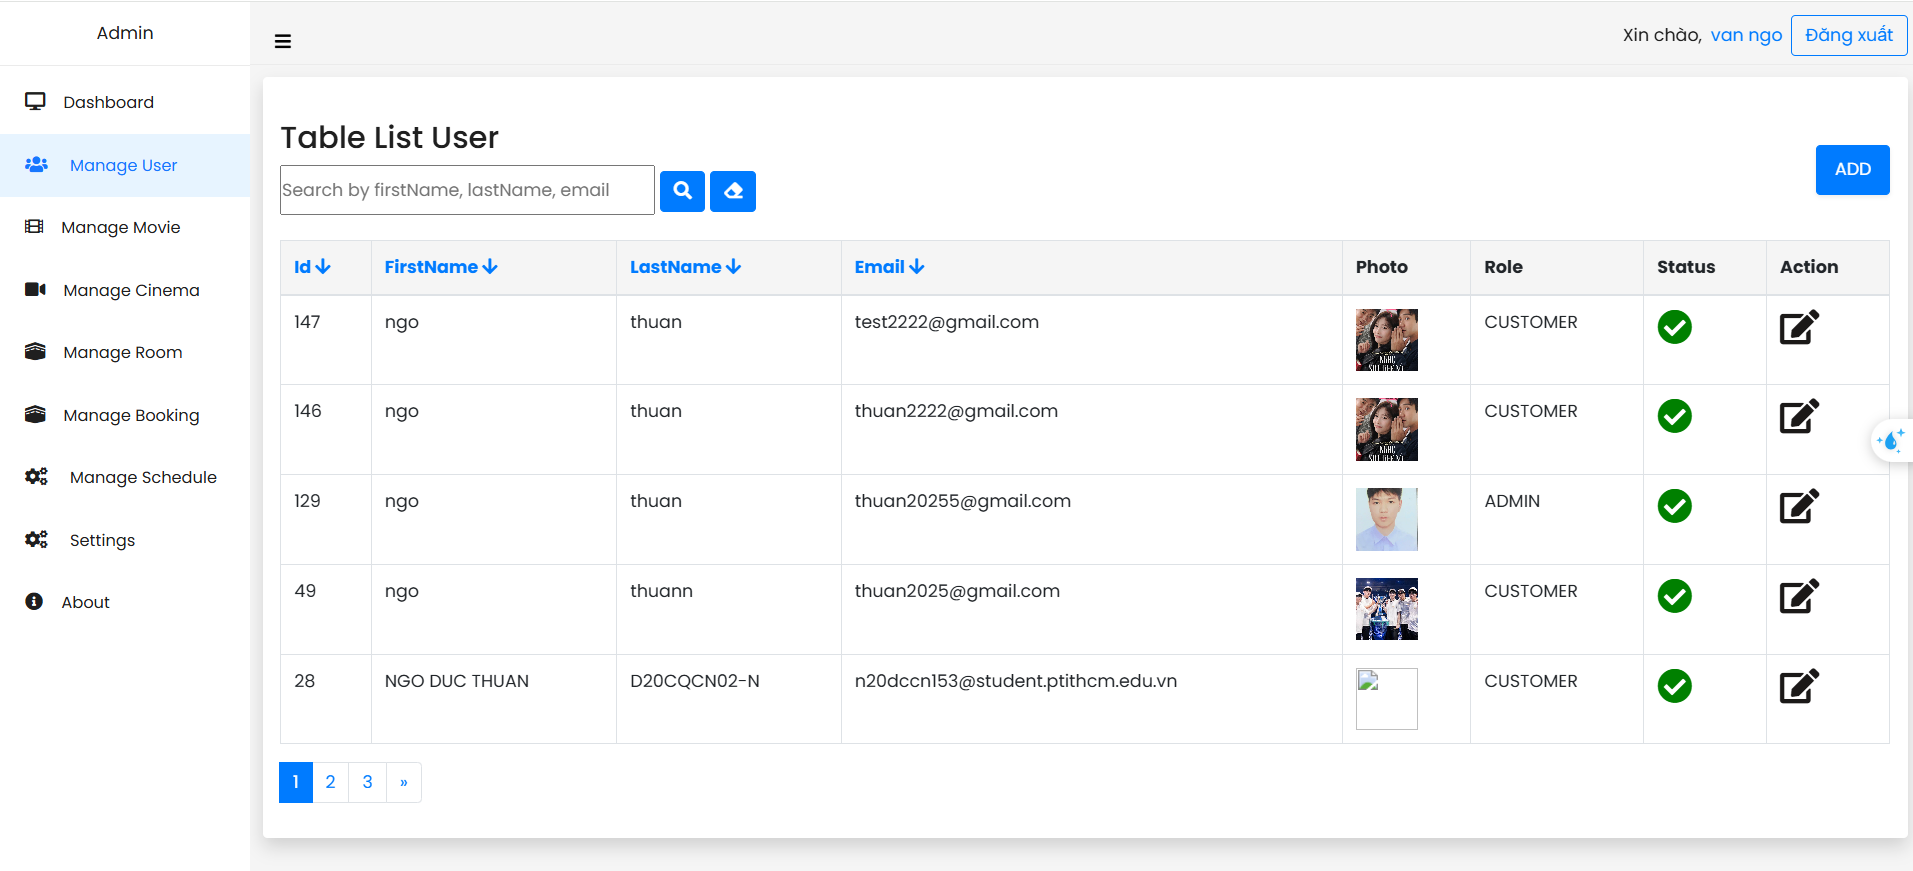 Admin
Xin chào, van ngo Đăng xuất
Dashboard
Manage User
Manage Movie
Manage Cinema
Manage Room
Manage Booking
Manage Schedule
Settings
About
Table List User
Search by firstName, lastName, email
ADD
Id FirstName LastName Email Photo Role Status Action
147 ngo thuan test2222@gmail.com CUSTOMER
146 ngo thuan thuan2222@gmail.com CUSTOMER
129 ngo thuan thuan20255@gmail.com ADMIN
49 ngo thuann thuan2025@gmail.com CUSTOMER
28 NGO DUC THUAN D20CQCN02-N n20dccn153@student.ptithcm.edu.vn CUSTOMER
1 2 3 »